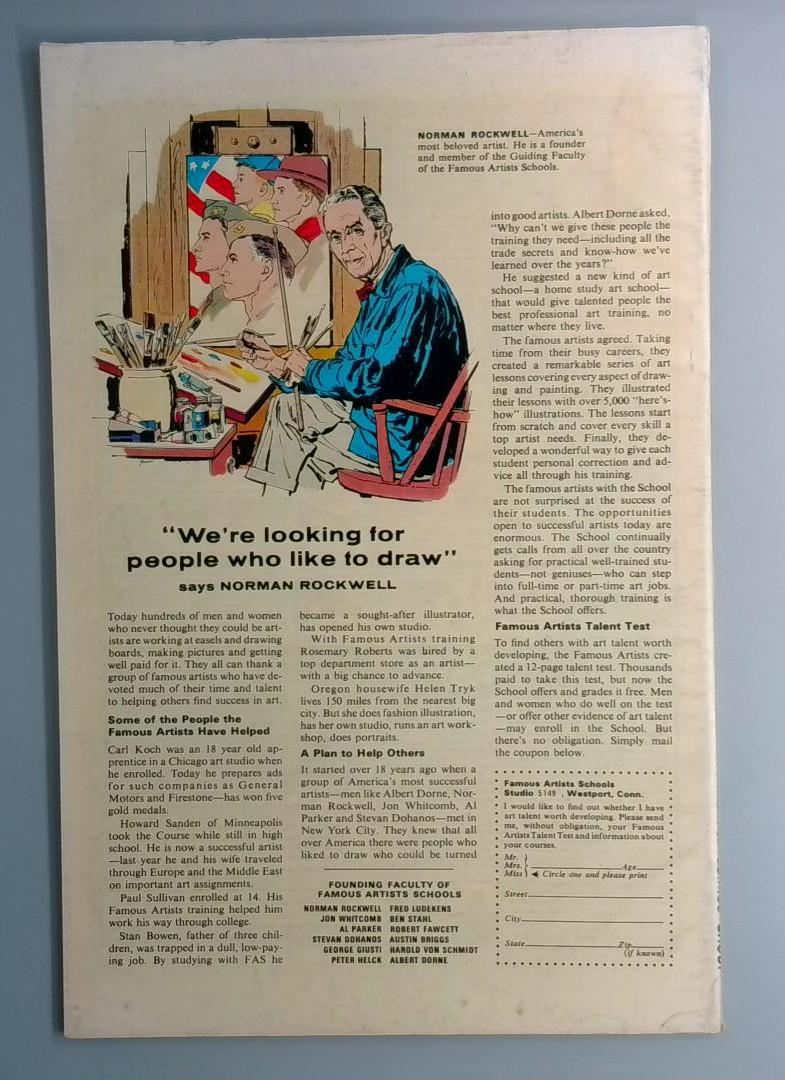 NORMAN ROCKWELL—America's
most beloved artist. He is a founder
and member of the Guiding Faculty
of the Famous Artists Schools.
"We're looking for
people who like to draw"
says NORMAN ROCKWELL
Today hundreds of men and women
who never thought they could be art-
ists are working at easels and drawing
boards, making pictures and getting
well paid for it. They all can thank a
group of famous artists who have de-
voted much of their time and talent
to helping others find success in art.
Some of the People the
Famous Artists Have Helped
Carl Koch was an 18 year old ap-
prentice in a Chicago art studio when
he enrolled. Today he prepares ads
for such companies as General
Motors and Firestone—has won five
gold medals.
Howard Sanden of Minneapolis
took the Course while still in high
school. He is now a successful artist
—last year he and his wife traveled
through Europe and the Middle East
on important art assignments.
Paul Sullivan enrolled at 14. His
Famous Artists training helped him
work his way through college.
Stan Bowen, father of three chil-
dren, was trapped in a dull, low-pay-
ing job. By studying with FAS he
became a sought-after illustrator,
has opened his own studio.
With Famous Artists training
Rosemary Roberts was hired by a
top department store as an artist—
with a big chance to advance.
Oregon housewife Helen Tryk
lives 150 miles from the nearest big
city. But she does fashion illustration,
has her own studio, runs an art work-
shop, does portraits.
A Plan to Help Others
It started over 18 years ago when a
group of America's most successful
artists—men like Albert Dorne, Nor-
man Rockwell, Jon Whitcomb, Al
Parker and Stevan Dohanos—met in
New York City. They knew that all
over America there were people who
liked to draw who could be turned
FOUNDING FACULTY OF
FAMOUS ARTISTS SCHOOLS
NORMAN ROCKWELL FRED LUDEKENS
JON WHITCOMB BEN STAHL
AL PARKER ROBERT FAWCETT
STEVAN DOHANOS AUSTIN BRIGGS
GEORGE GIUSTI HAROLD VON SCHMIDT
PETER HELCK ALBERT DORNE
into good artists. Albert Dorne asked,
"Why can't we give these people the
training they need—including all the
trade secrets and know-how we've
learned over the years?"
He suggested a new kind of art
school—a home study art school—
that would give talented people the
best professional art training, no
matter where they live.
The famous artists agreed. Taking
time from their busy careers, they
created a remarkable series of art
lessons covering every aspect of draw-
ing and painting. They illustrated
their lessons with over 5,000 "here's-
how" illustrations. The lessons start
from scratch and cover every skill a
top artist needs. Finally, they de-
veloped a wonderful way to give each
student personal correction and ad-
vice all through his training.
The famous artists with the School
are not surprised at the success of
their students. The opportunities
open to successful artists today are
enormous. The School continually
gets calls from all over the country
asking for practical well-trained stu-
dents—not geniuses—who can step
into full-time or part-time art jobs.
And practical, thorough training is
what the School offers.
Famous Artists Talent Test
To find others with art talent worth
developing, the Famous Artists cre-
ated a 12-page talent test. Thousands
paid to take this test, but now the
School offers and grades it free. Men
and women who do well on the test
—or offer other evidence of art talent
—may enroll in the School. But
there's no obligation. Simply mail
the coupon below.
Famous Artists Schools
Studio 5149 , Westport, Conn.
I would like to find out whether I have
art talent worth developing. Please send
me, without obligation, your Famous
Artists Talent Test and information about
your courses.
Mr.
Mrs. Age
Miss Circle one and please print
Street
City
State Zip
(if known)